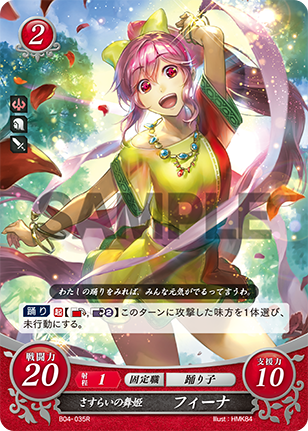 2
SAMPLE
わたしの踊りをみれば、みんな元気がでるって言うわ。
踊り 起 【 2】このターンに攻撃した味方を1体選び、
未行動にする。
戦闘力
20
射程 1
固定職
踊り子
支援力
10
さすらいの舞姫 フィーナ
B04-035R
Illust：HMK84